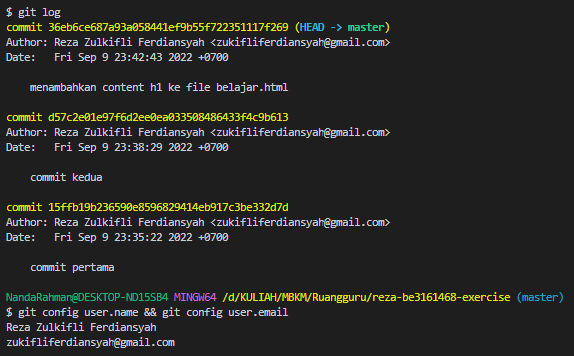 $ git log
commit 36eb6ce687a93a058441ef9b55f722351117f269 (HEAD -> master)
Author: Reza Zulkifli Ferdiansyah <zukifliferdiansyah@gmail.com>
Date:   Fri Sep 9 23:42:43 2022 +0700
menambahkan content h1 ke file belajar.html
commit d57c2e01e97f6d2ee0ea033508486433f4c9b613
Author: Reza Zulkifli Ferdiansyah <zukifliferdiansyah@gmail.com>
Date:   Fri Sep 9 23:38:29 2022 +0700
commit kedua
commit 15ffb19b236590e8596829414eb917c3be332d7d
Author: Reza Zulkifli Ferdiansyah <zukifliferdiansyah@gmail.com>
Date:   Fri Sep 9 23:35:22 2022 +0700
commit pertama
NandaRahman@DESKTOP-ND15SB4 MINGW64 /d/KULIAH/MBKM/Ruangguru/reza-be3161468-exercise (master)
$ git config user.name && git config user.email
Reza Zulkifli Ferdiansyah
zukifliferdiansyah@gmail.com